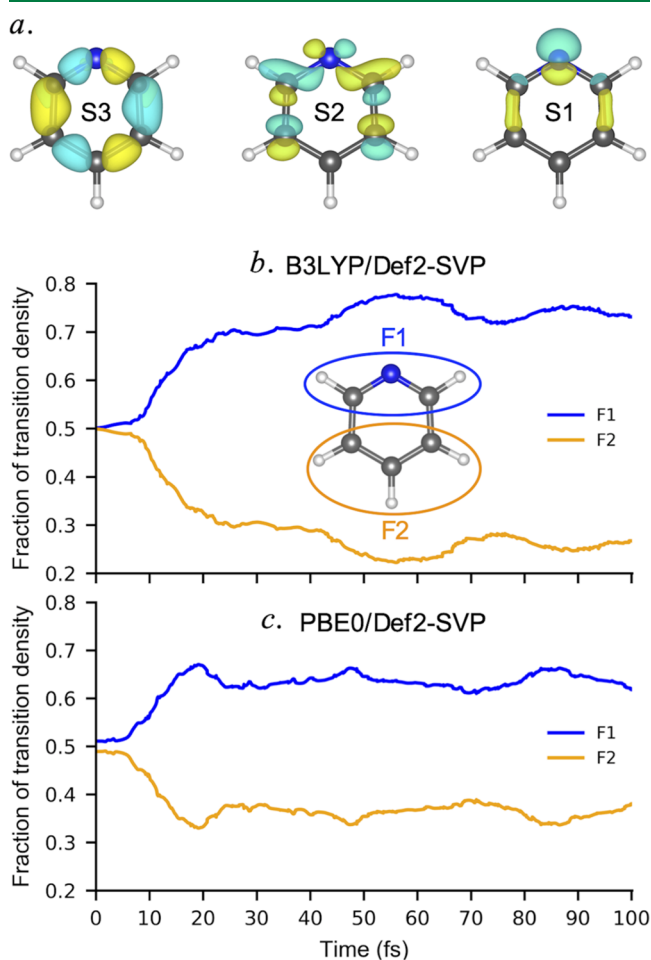 a.
S3
S2
S1
b. B3LYP/Def2-SVP
Fraction of transition density
0.8
0.7
0.6
0.5
0.4
0.3
0.2
F1
F2
F1
F2
c. PBE0/Def2-SVP
Fraction of transition density
0.8
0.7
0.6
0.5
0.4
0.3
0.2
F1
F2
0 10 20 30 40 50 60 70 80 90 100
Time (fs)